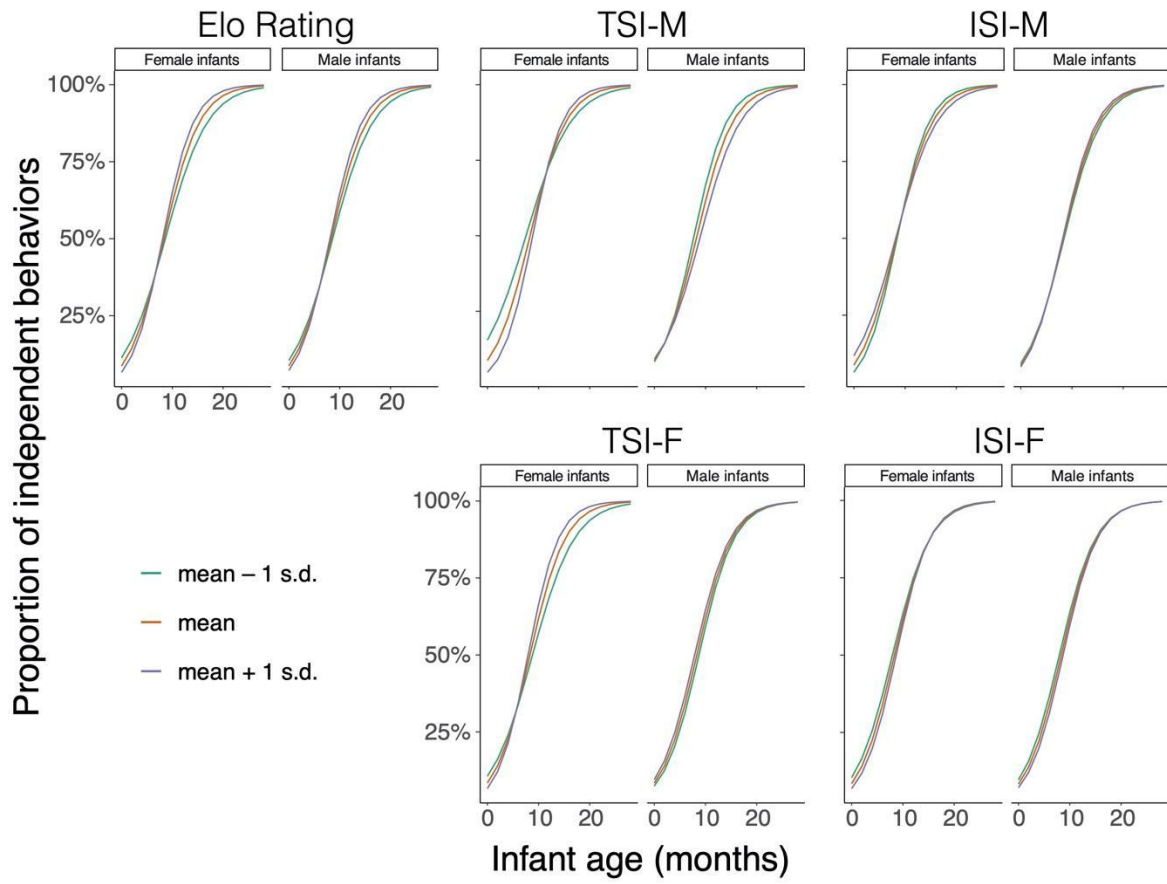 Elo Rating
TSI-M
ISI-M
Female infants
Male infants
Female infants
Male infants
Female infants
Male infants
100%
75%
50%
25%
0
10
20
0
10
20
Proportion of independent behaviors
TSI-F
ISI-F
Female infants
Male infants
Female infants
Male infants
100%
75%
50%
25%
mean – 1 s.d.
mean
mean + 1 s.d.
0
10
20
0
10
20
0
10
20
0
10
20
Infant age (months)